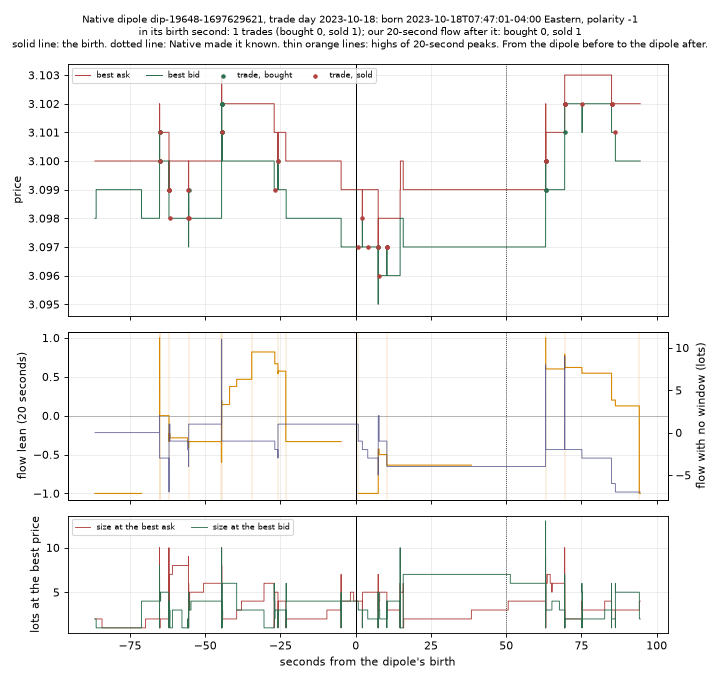 Native dipole dip-19648-1697629621, trade day 2023-10-18: born 2023-10-18T07:47:01-04:00 Eastern, polarity -1
in its birth second: 1 trades (bought 0, sold 1); our 20-second flow after it: bought 0, sold 1
solid line: the birth. dotted line: Native made it known. thin orange lines: highs of 20-second peaks. From the dipole before to the dipole after.
best ask
best bid
trade, bought
trade, sold
3.103
3.102
3.101
3.100
3.099
3.098
3.097
3.096
3.095
price
1.0
0.5
0.0
−0.5
−1.0
flow lean (20 seconds)
10
5
0
−5
flow with no window (lots)
size at the best ask
size at the best bid
10
5
lots at the best price
−75
−50
−25
0
25
50
75
100
seconds from the dipole's birth